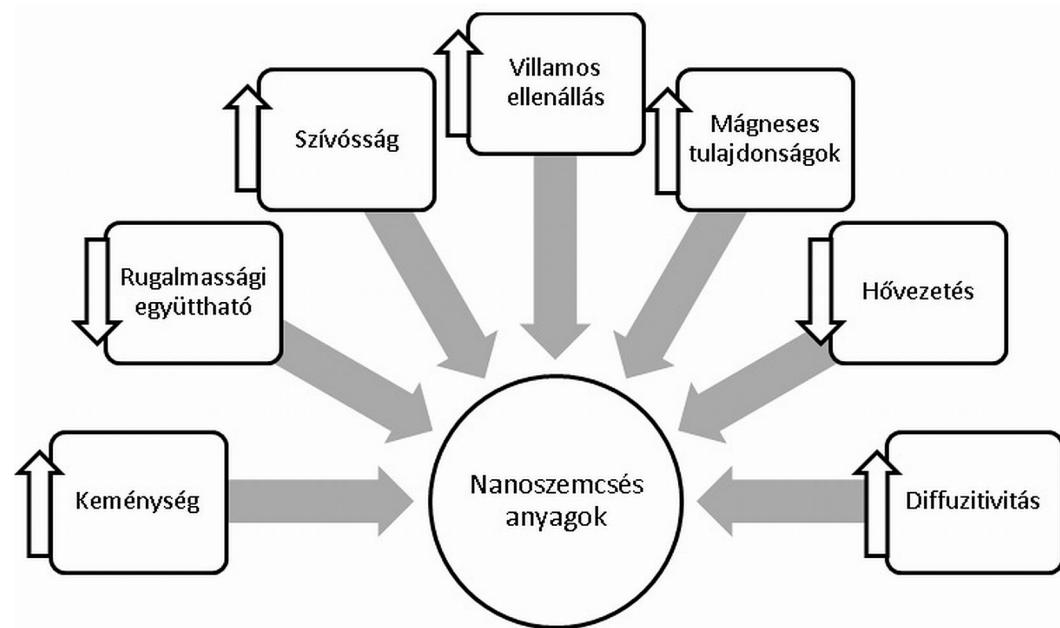 Villamos
ellenállás
Szívósság
Mágneses
tulajdonságok
Rugalmassági
együttható
Hővezetés
Keménység
Nanoszemcsés
anyagok
Diffuzitivitás